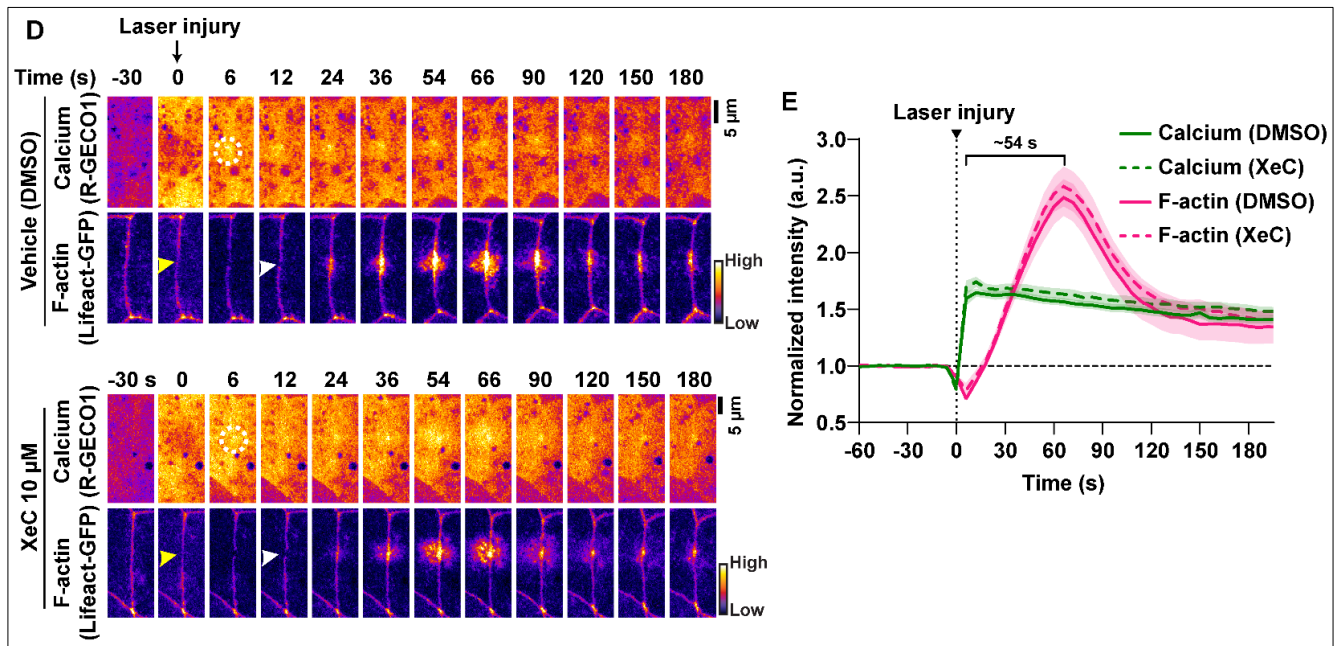 D
Laser injury
Time (s) -30 0 6 12 24 36 54 66 90 120 150 180
Vehicle (DMSO)
Calcium
(R-GECO1)
5 µm
F-actin
(Lifeact-GFP)
High
Low
-30 s 0 6 12 24 36 54 66 90 120 150 180
XeC 10 µM
Calcium
(R-GECO1)
5 µm
F-actin
(Lifeact-GFP)
High
Low
E
Laser injury
~54 s
Calcium (DMSO)
Calcium (XeC)
F-actin (DMSO)
F-actin (XeC)
Normalized intensity (a.u.)
3.0
2.5
2.0
1.5
1.0
0.5
-60 -30 0 30 60 90 120 150 180
Time (s)